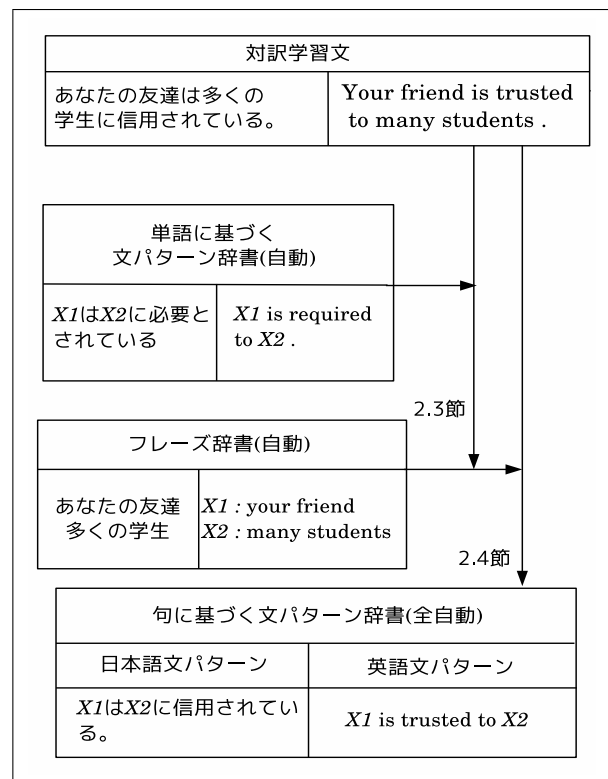 対訳学習文
あなたの友達は多くの
学生に信用されている。
Your friend is trusted
to many students .
単語に基づく
文パターン辞書(自動)
X1はX2に必要と
されている
X1 is required
to X2 .
2.3節
フレーズ辞書(自動)
あなたの友達
多くの学生
X1 : your friend
X2 : many students
2.4節
句に基づく文パターン辞書(全自動)
日本語文パターン
英語文パターン
X1はX2に信用されてい
る。
X1 is trusted to X2